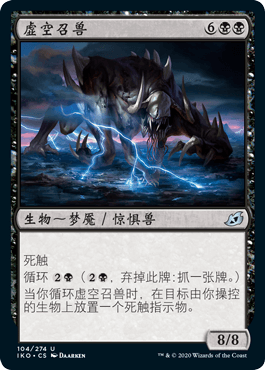 虚空召兽 6
生物～梦魇／惊惧兽
死触
循环 2（2，弃掉此牌：抓一张牌。）
当你循环虚空召兽时，在目标由你操控
的生物上放置一个死触指示物。
8/8
104/274 U
IKO • CS DAARKEN
™ & © 2020 Wizards of the Coast